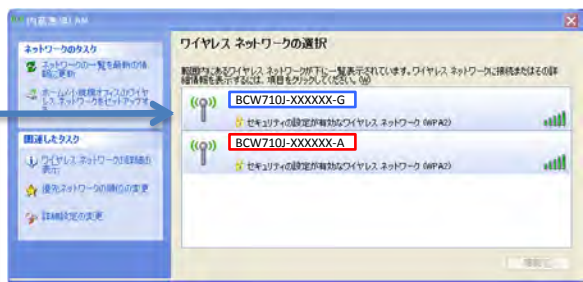 内蔵無線LAN
ネットワークのタスク
ネットワークの一覧を最新の情
報に更新
ホーム/小規模オフィスのワイヤ
レス ネットワークをセットアップす
る
関連したタスク
ワイヤレス ネットワークの詳細の
表示
優先ネットワークの順位の変更
詳細設定の変更
ワイヤレス ネットワークの選択
範囲内にあるワイヤレス ネットワークが下に一覧表示されています。ワイヤレス ネットワークに接続またはその詳
細情報を表示するには、項目をクリックしてください。(W)
BCW710J-XXXXXX-G
セキュリティの設定が有効なワイヤレス ネットワーク (WPA2)
BCW710J-XXXXXX-A
セキュリティの設定が有効なワイヤレス ネットワーク (WPA2)